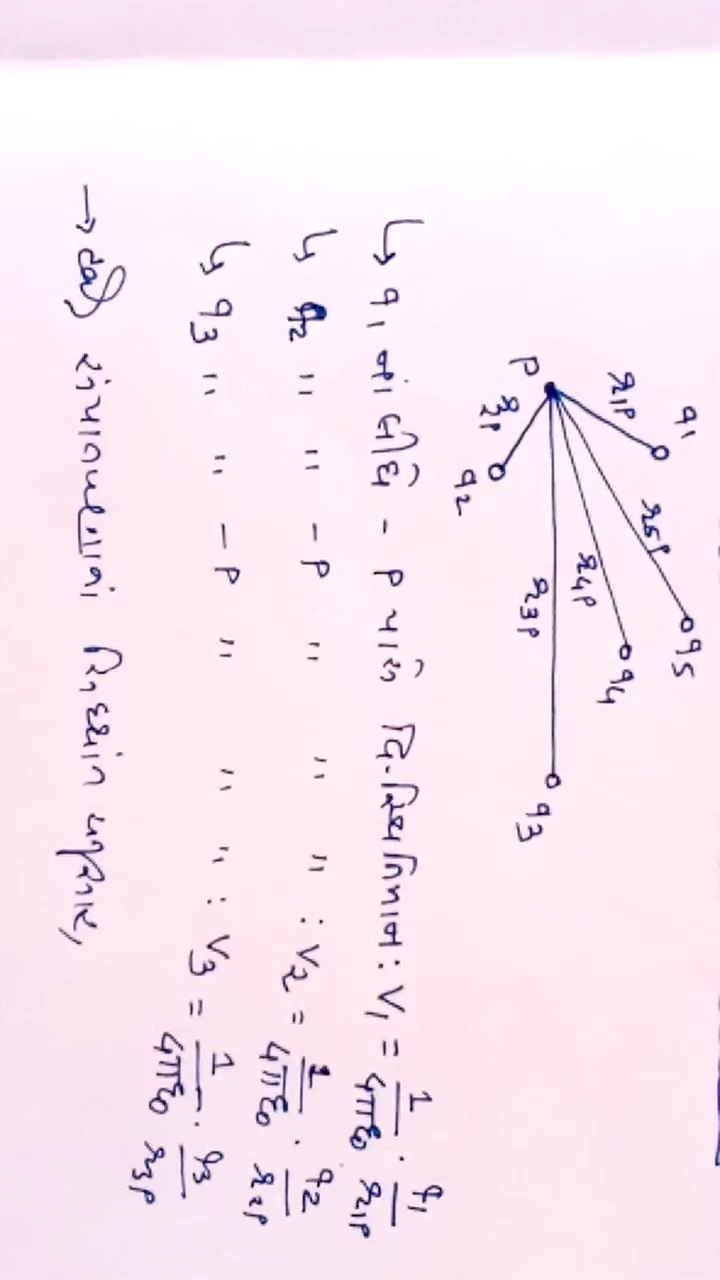 q₁
r₁P
r₅P
q₅
P
r₂P
q₂
r₄P
q₄
r₃P
q₃
↳ q₁ નાં લીધે - P પાસે વિ.સ્થિતિમાન : V₁ = 1/4πε₀ · q₁/r₁P
↳ q₂ " " - P " " " : V₂ = 1/4πε₀ · q₂/r₂P
↳ q₃ " " - P " " " : V₃ = 1/4πε₀ · q₃/r₃P
→ હવે, સંપાતપણાનાં સિદ્ધાંત અનુસાર,